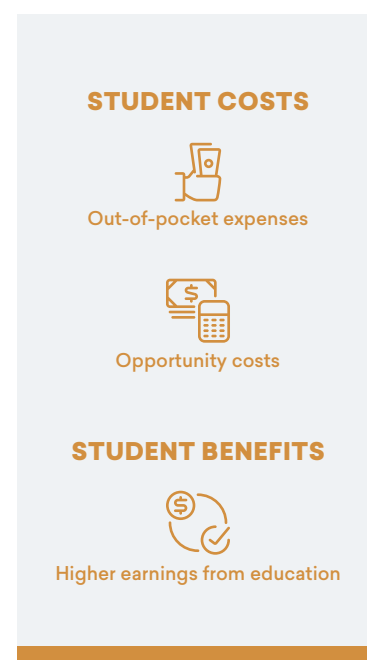 STUDENT COSTS
Out-of-pocket expenses
$
Opportunity costs
STUDENT BENEFITS
$
Higher earnings from education